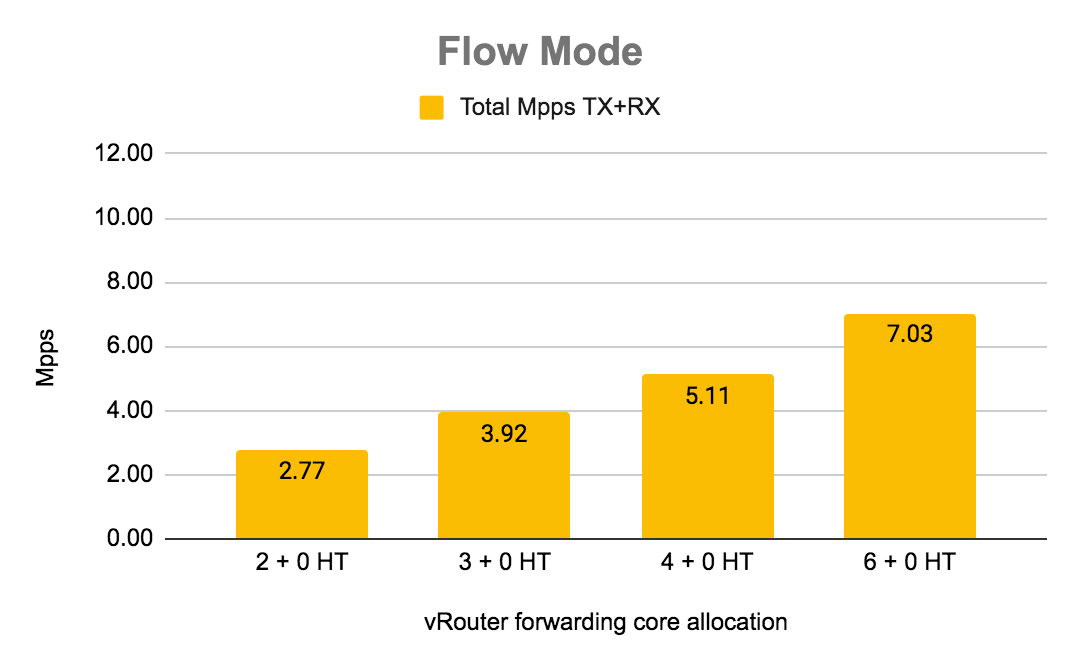 Flow Mode
Total Mpps TX+RX
12.00
10.00
8.00
6.00
4.00
2.00
0.00
Mpps
2.77
3.92
5.11
7.03
2 + 0 HT
3 + 0 HT
4 + 0 HT
6 + 0 HT
vRouter forwarding core allocation